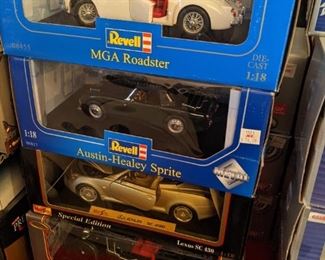 Revell
MGA Roadster
DIE-
CAST
1:18
1:18
Revell
Austin-Healey Sprite
Special Edition
Lexus SC 430